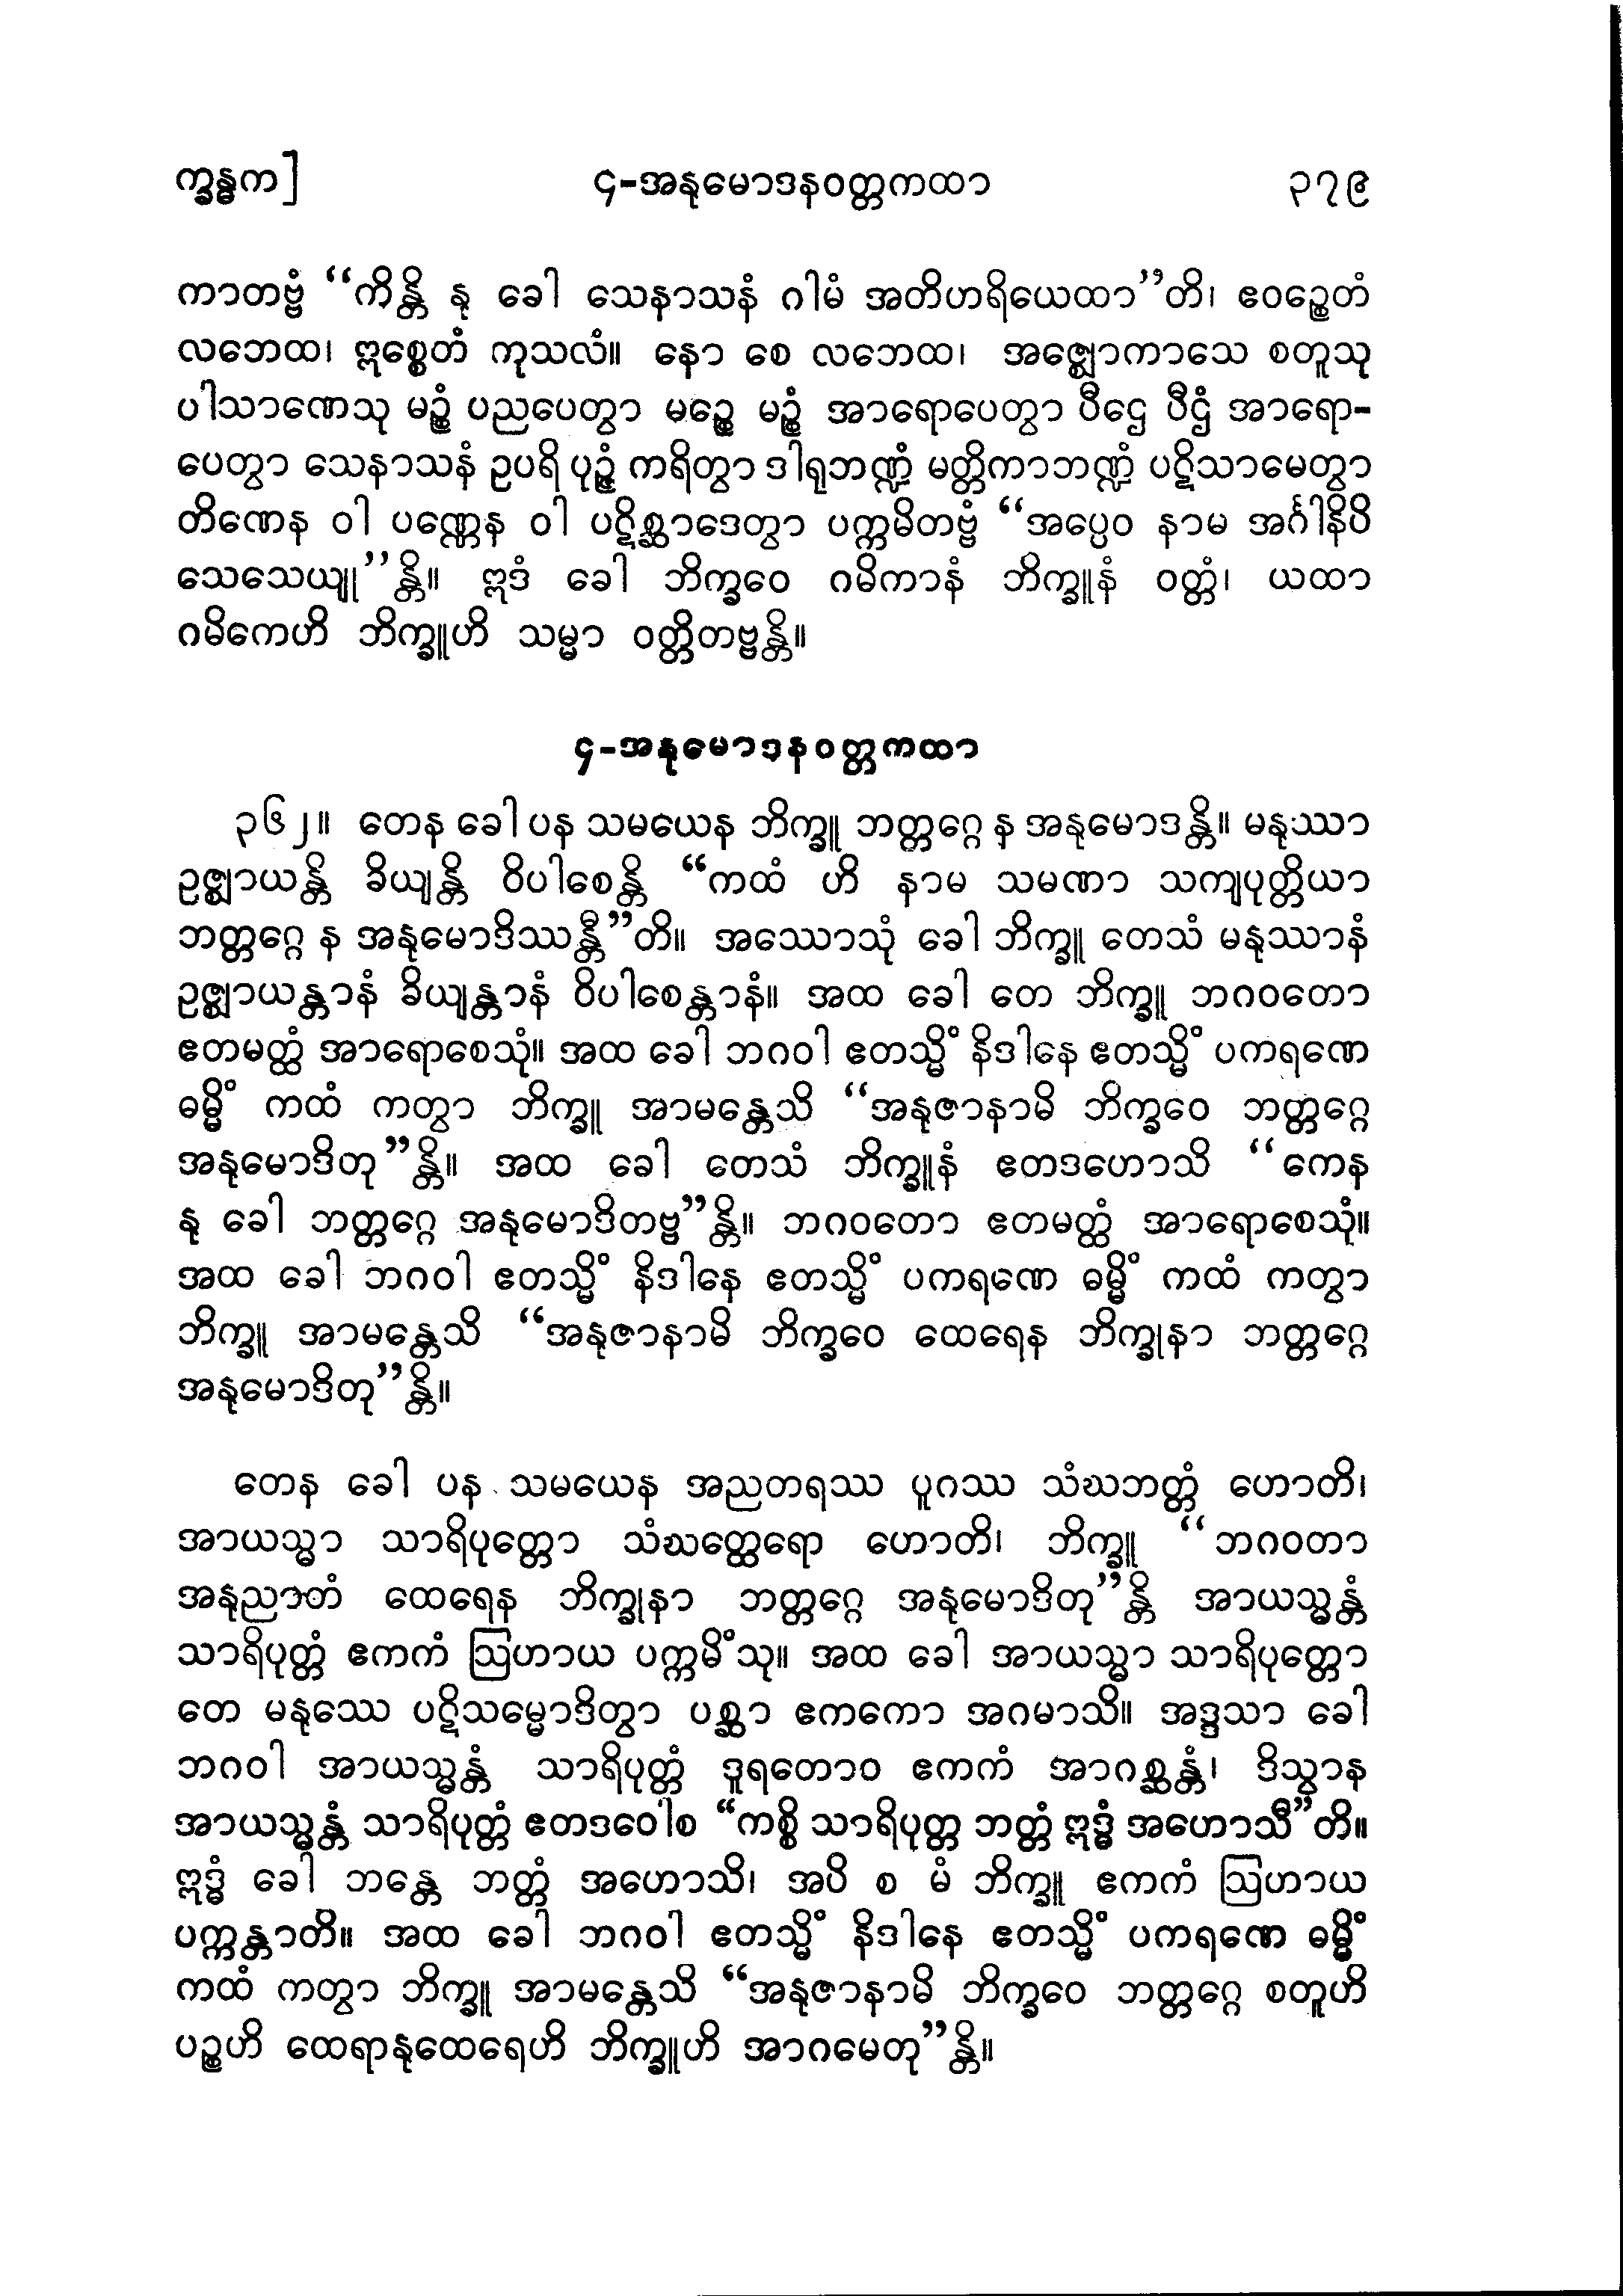 က္ခန္ဓက] ၄-အနုမောဒနဝတ္တကထာ ၃၇၉
ကာတဗ္ဗံ “ကိန္တိ နု ခေါ သေနာသနံ ဂါမံ အတိဟရိယေထာ”တိ၊ ဧဝဉ္စေတံ
လဘေထ၊ ဣစ္စေတံ ကုသလံ။ နော စေ လဘေထ၊ အဇ္ဈောကာသေ စတူသု
ပါသာဏေသု မဉ္စံ ပညပေတွာ မဉ္စေ မဉ္စံ အာရောပေတွာ ပီဌေ ပီဌံ အာရော-
ပေတွာ သေနာသနံ ဥပရိ ပုဉ္ဇံ ကရိတွာ ဒါရုဘဏ္ဍံ မတ္တိကာဘဏ္ဍံ ပဋိသာမေတွာ
တိဏေန ဝါ ပဏ္ဏေန ဝါ ပဋိစ္ဆာဒေတွာ ပက္ကမိတဗ္ဗံ “အပ္ပေဝ နာမ အင်္ဂါနိပိ
သေသေယျု”န္တိ။ ဣဒံ ခေါ ဘိက္ခဝေ ဂမိကာနံ ဘိက္ခူနံ ဝတ္တံ၊ ယထာ
ဂမိကေဟိ ဘိက္ခူဟိ သမ္မာ ဝတ္တိတဗ္ဗန္တိ။
၄-အနုမောဒနဝတ္တကထာ
၃၆၂။ တေန ခေါ ပန သမယေန ဘိက္ခူ ဘတ္တဂ္ဂေ န အနုမောဒန္တိ။ မနုဿာ
ဥဇ္ဈာယန္တိ ခိယျန္တိ ဝိပါစေန္တိ “ကထံ ဟိ နာမ သမဏာ သကျပုတ္တိယာ
ဘတ္တဂ္ဂေ န အနုမောဒိဿန္တီ”တိ။ အဿောသုံ ခေါ ဘိက္ခူ တေသံ မနုဿာနံ
ဥဇ္ဈာယန္တာနံ ခိယျန္တာနံ ဝိပါစေန္တာနံ။ အထ ခေါ တေ ဘိက္ခူ ဘဂဝတော
ဧတမတ္ထံ အာရောစေသုံ။ အထ ခေါ ဘဂဝါ ဧတသ္မိံ နိဒါနေ ဧတသ္မိံ ပကရဏေ
ဓမ္မိံ ကထံ ကတွာ ဘိက္ခူ အာမန္တေသိ “အနုဇာနာမိ ဘိက္ခဝေ ဘတ္တဂ္ဂေ
အနုမောဒိတု”န္တိ။ အထ ခေါ တေသံ ဘိက္ခူနံ ဧတဒဟောသိ “ကေန
နု ခေါ ဘတ္တဂ္ဂေ အနုမောဒိတဗ္ဗ”န္တိ။ ဘဂဝတော ဧတမတ္ထံ အာရောစေသုံ။
အထ ခေါ ဘဂဝါ ဧတသ္မိံ နိဒါနေ ဧတသ္မိံ ပကရဏေ ဓမ္မိံ ကထံ ကတွာ
ဘိက္ခူ အာမန္တေသိ “အနုဇာနာမိ ဘိက္ခဝေ ထေရေန ဘိက္ခုနာ ဘတ္တဂ္ဂေ
အနုမောဒိတု”န္တိ။
တေန ခေါ ပန သမယေန အညတရဿ ပူဂဿ သံဃဘတ္တံ ဟောတိ၊
အာယသ္မာ သာရိပုတ္တော သံဃတ္ထေရော ဟောတိ၊ ဘိက္ခူ “ဘဂဝတာ
အနုညာတံ ထေရေန ဘိက္ခုနာ ဘတ္တဂ္ဂေ အနုမောဒိတု”န္တိ အာယသ္မန္တံ
သာရိပုတ္တံ ဧကကံ ဩဟာယ ပက္ကမိံသု။ အထ ခေါ အာယသ္မာ သာရိပုတ္တော
တေ မနုဿေ ပဋိသမ္မောဒိတွာ ပစ္ဆာ ဧကကော အဂမာသိ။ အဒ္ဒသာ ခေါ
ဘဂဝါ အာယသ္မန္တံ သာရိပုတ္တံ ဒူရတောဝ ဧကကံ အာဂစ္ဆန္တံ၊ ဒိသွာန
အာယသ္မန္တံ သာရိပုတ္တံ ဧတဒဝေါစ “ကစ္စိ သာရိပုတ္တ ဘတ္တံ ဣဒ္ဓံ အဟောသီ”တိ။
ဣဒ္ဓံ ခေါ ဘန္တေ ဘတ္တံ အဟောသိ၊ အပိ စ မံ ဘိက္ခူ ဧကကံ ဩဟာယ
ပက္ကန္တာတိ။ အထ ခေါ ဘဂဝါ ဧတသ္မိံ နိဒါနေ ဧတသ္မိံ ပကရဏေ ဓမ္မိံ
ကထံ ကတွာ ဘိက္ခူ အာမန္တေသိ “အနုဇာနာမိ ဘိက္ခဝေ ဘတ္တဂ္ဂေ စတူဟိ
ပဉ္စဟိ ထေရာနုထေရေဟိ ဘိက္ခူဟိ အာဂမေတု”န္တိ။